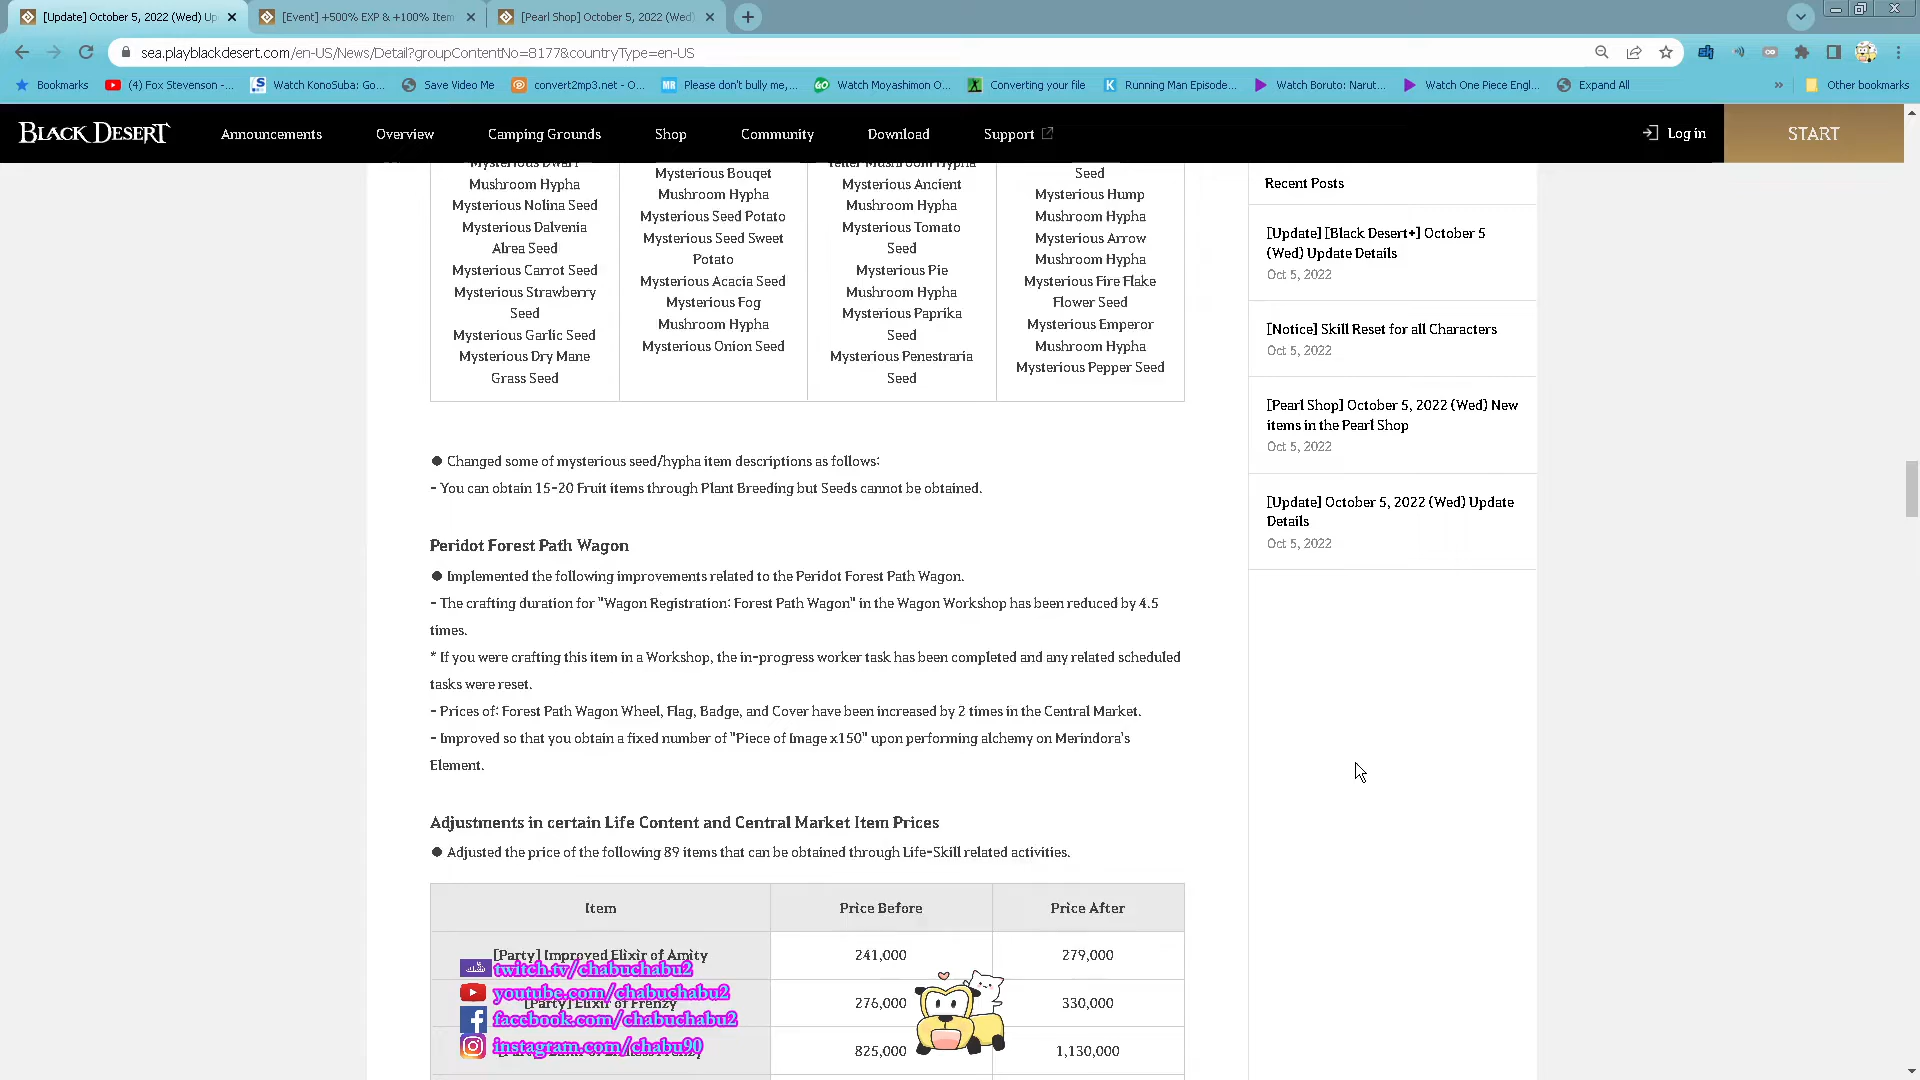 [Update] October 5, 2022 (Wed) Up
[Event] +500% EXP & +100% Item
[Pearl Shop] October 5, 2022 (Wed)
sea.playblackdesert.com/en-US/News/Detail?groupContentNo=8177&countryType=en-US
Bookmarks
(4) Fox Stevenson -...
Watch KonoSuba: Go...
Save Video Me
convert2mp3.net - O...
Please don't bully me,...
Watch Moyashimon O...
Converting your file
Running Man Episode...
Watch Boruto: Narut...
Watch One Piece Engl...
Expand All
»
Other bookmarks
BLACK DESERT
Announcements
Overview
Camping Grounds
Shop
Community
Download
Support
Log in
START
Mysterious Dwarf
Mushroom Hypha
Mysterious Nolina Seed
Mysterious Dalvenia
Alrea Seed
Mysterious Carrot Seed
Mysterious Strawberry
Seed
Mysterious Garlic Seed
Mysterious Dry Mane
Grass Seed
Mysterious Bouqet
Mushroom Hypha
Mysterious Seed Potato
Mysterious Seed Sweet
Potato
Mysterious Acacia Seed
Mysterious Fog
Mushroom Hypha
Mysterious Onion Seed
Mushroom Hypha
Mysterious Ancient
Mushroom Hypha
Mysterious Tomato
Seed
Mysterious Pie
Mushroom Hypha
Mysterious Paprika
Seed
Mysterious Penestraria
Seed
Seed
Mysterious Hump
Mushroom Hypha
Mysterious Arrow
Mushroom Hypha
Mysterious Fire Flake
Flower Seed
Mysterious Emperor
Mushroom Hypha
Mysterious Pepper Seed
● Changed some of mysterious seed/hypha item descriptions as follows:
- You can obtain 15-20 Fruit items through Plant Breeding but Seeds cannot be obtained.
Peridot Forest Path Wagon
● Implemented the following improvements related to the Peridot Forest Path Wagon.
- The crafting duration for "Wagon Registration: Forest Path Wagon" in the Wagon Workshop has been reduced by 4.5
times.
* If you were crafting this item in a Workshop, the in-progress worker task has been completed and any related scheduled
tasks were reset.
- Prices of: Forest Path Wagon Wheel, Flag, Badge, and Cover have been increased by 2 times in the Central Market.
- Improved so that you obtain a fixed number of "Piece of Image x150" upon performing alchemy on Merindora's
Element.
Adjustments in certain Life Content and Central Market Item Prices
● Adjusted the price of the following 89 items that can be obtained through Life-Skill related activities.
Item Price Before Price After
[Party] Improved Elixir of Amity 241,000 279,000
[Party] Elixir of Frenzy 276,000 330,000
825,000 1,130,000
twitch.tv/chabuchabu2
youtube.com/chabuchabu2
facebook.com/chabuchabu2
instagram.com/chabu90
Recent Posts
[Update] [Black Desert+] October 5
(Wed) Update Details
Oct 5, 2022
[Notice] Skill Reset for all Characters
Oct 5, 2022
[Pearl Shop] October 5, 2022 (Wed) New
items in the Pearl Shop
Oct 5, 2022
[Update] October 5, 2022 (Wed) Update
Details
Oct 5, 2022